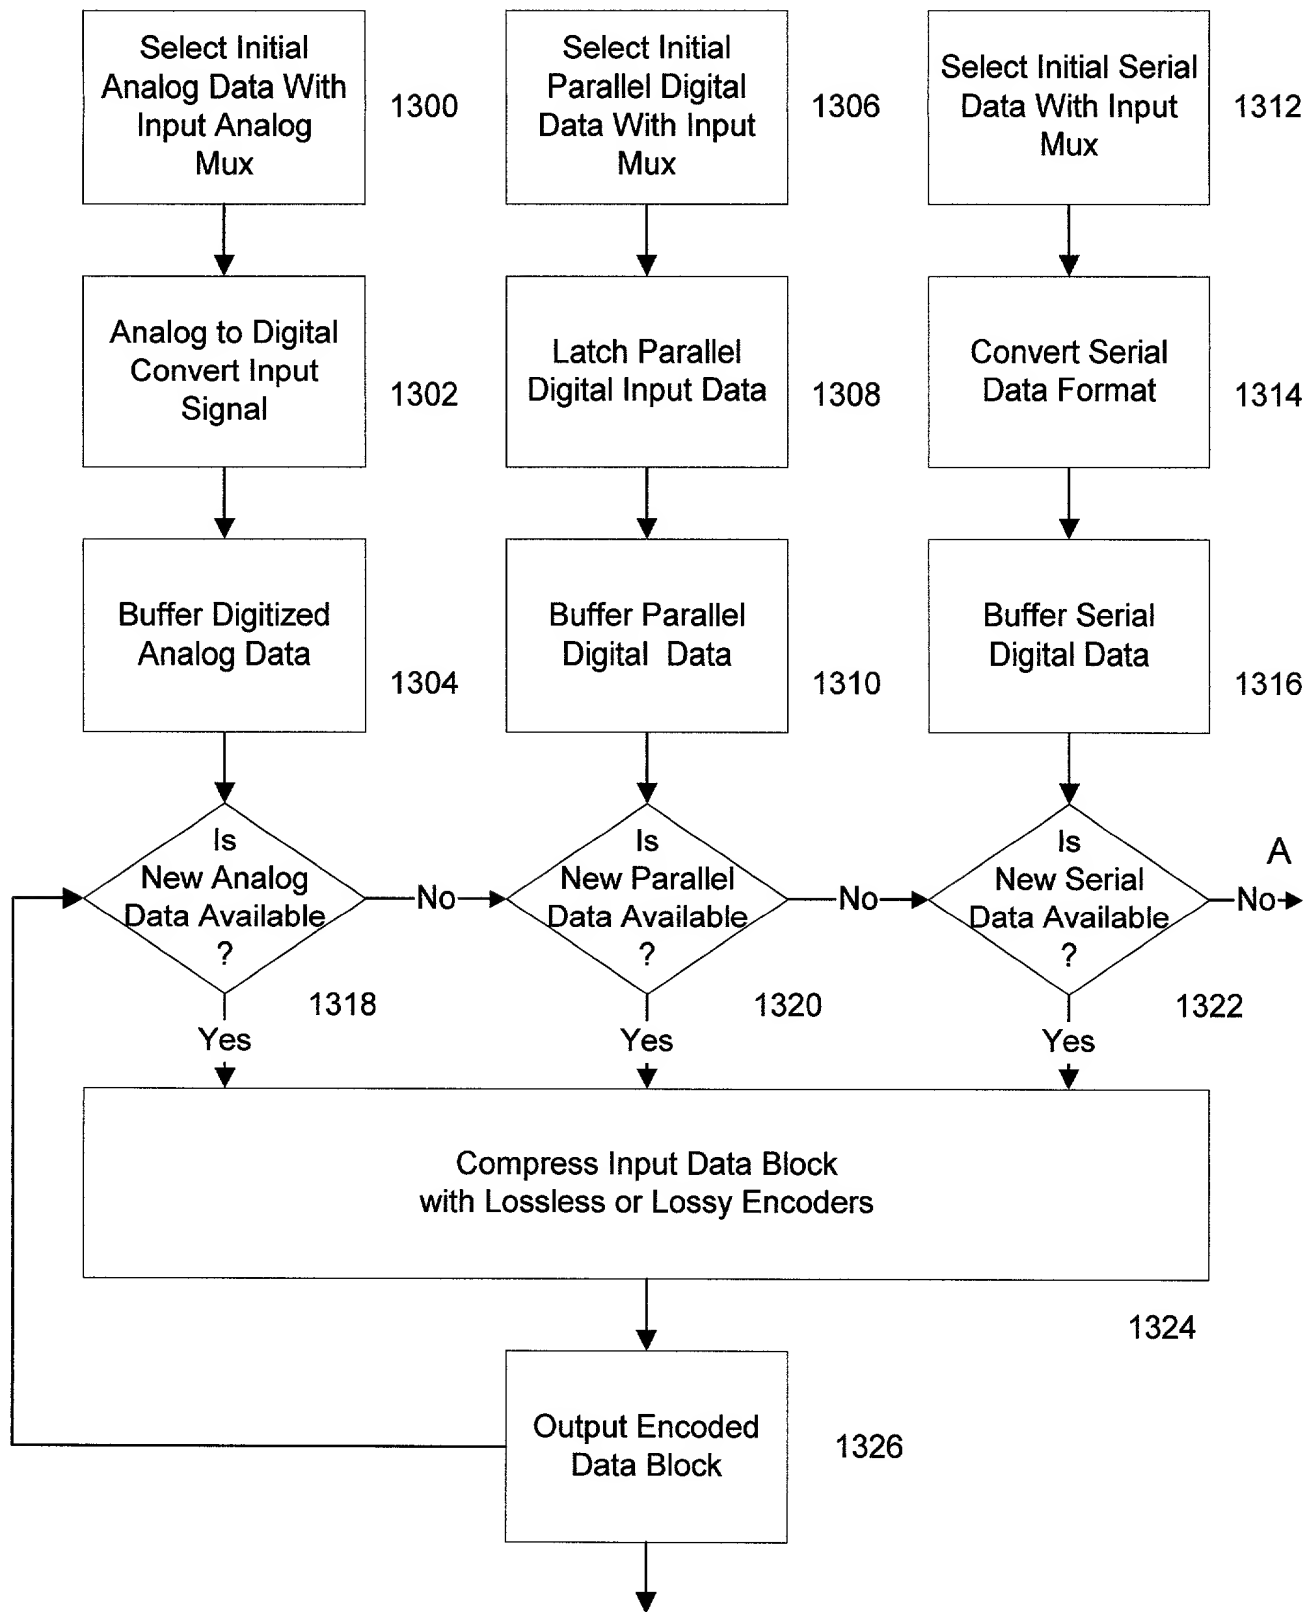 Select Initial
Analog Data With
Input Analog
Mux
1300
Select Initial
Parallel Digital
Data With Input
Mux
1306
Select Initial Serial
Data With Input
Mux
1312
Analog to Digital
Convert Input
Signal
1302
Latch Parallel
Digital Input Data
1308
Convert Serial
Data Format
1314
Buffer Digitized
Analog Data
1304
Buffer Parallel
Digital Data
1310
Buffer Serial
Digital Data
1316
Is
New Analog
Data Available
?
No
1318
Yes
Is
New Parallel
Data Available
?
No
1320
Yes
Is
New Serial
Data Available
?
A
No
1322
Yes
Compress Input Data Block
with Lossless or Lossy Encoders
1324
Output Encoded
Data Block
1326